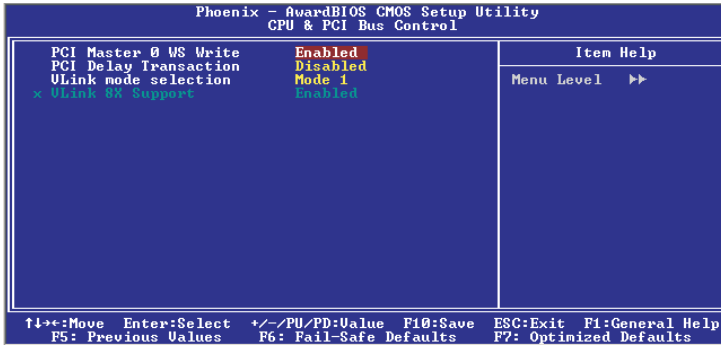 Phoenix - AwardBIOS CMOS Setup Utility
CPU & PCI Bus Control
PCI Master 0 WS Write Enabled
PCI Delay Transaction Disabled
VLink mode selection Mode 1
x VLink 8X Support Enabled
Item Help
Menu Level ▶▶
↑↓→←:Move Enter:Select +/-/PU/PD:Value F10:Save ESC:Exit F1:General Help
F5: Previous Values F6: Fail-Safe Defaults F7: Optimized Defaults